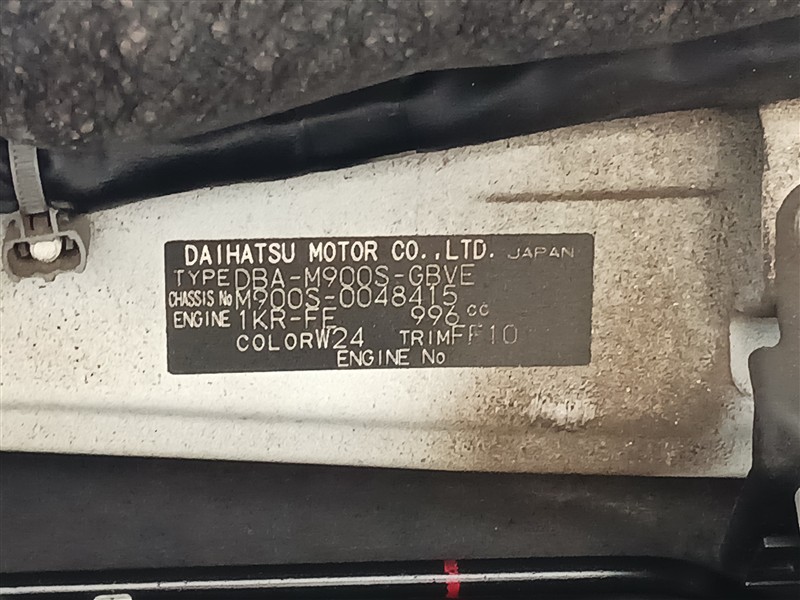 DAIHATSU MOTOR CO.,LTD. JAPAN
TYPE DBA-M900S-GBVE
CHASSIS No M900S-0048415
ENGINE 1KR-FE 996 CC
COLOR W24 TRIM FF10
ENGINE No